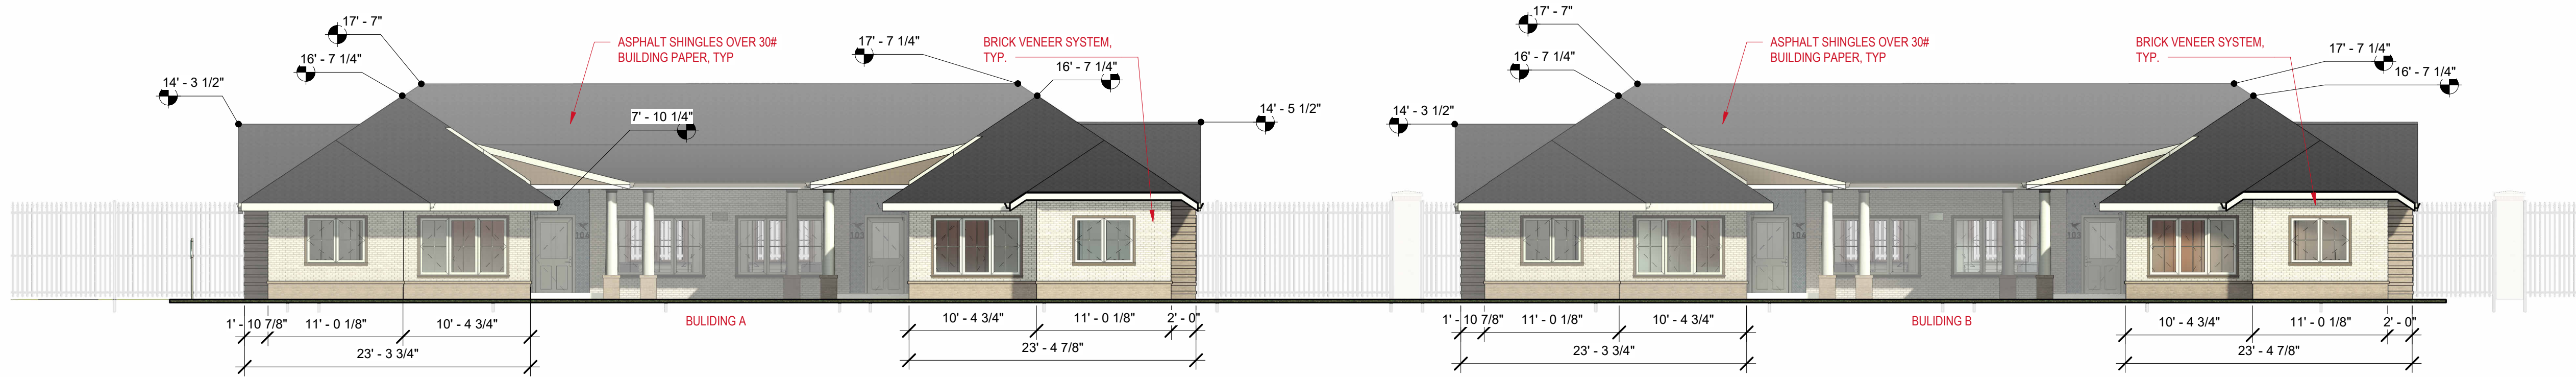 17' - 7"
16' - 7 1/4"
14' - 3 1/2"
ASPHALT SHINGLES OVER 30#
BUILDING PAPER, TYP
7' - 10 1/4"
17' - 7 1/4"
BRICK VENEER SYSTEM,
TYP.
16' - 7 1/4"
14' - 5 1/2"
106
103
1' - 10 7/8"
11' - 0 1/8"
10' - 4 3/4"
23' - 3 3/4"
BULIDING A
10' - 4 3/4"
11' - 0 1/8"
2' - 0"
23' - 4 7/8"
17' - 7"
16' - 7 1/4"
14' - 3 1/2"
ASPHALT SHINGLES OVER 30#
BUILDING PAPER, TYP
BRICK VENEER SYSTEM,
TYP.
17' - 7 1/4"
16' - 7 1/4"
106
103
1' - 10 7/8"
11' - 0 1/8"
10' - 4 3/4"
23' - 3 3/4"
BULIDING B
10' - 4 3/4"
11' - 0 1/8"
2' - 0"
23' - 4 7/8"